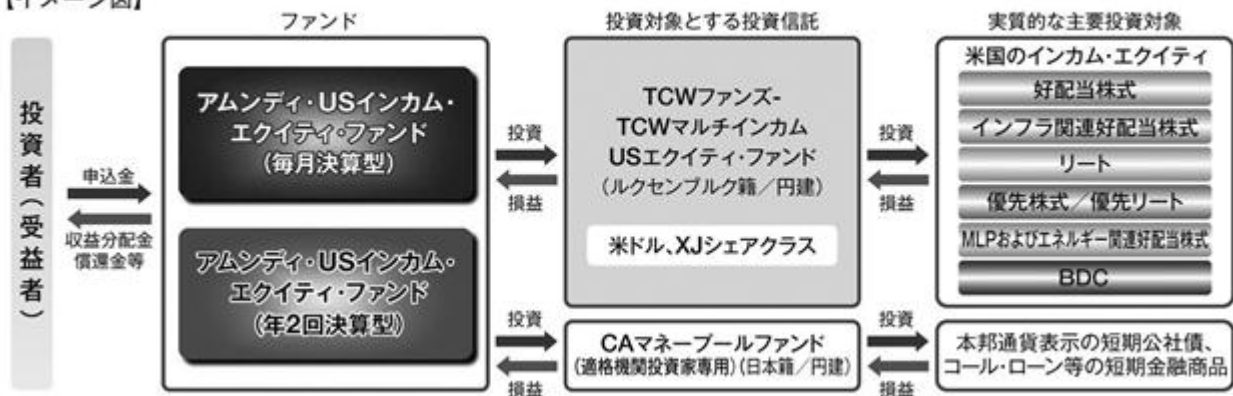 【イメージ図】
ファンド
投資対象とする投資信託
実質的な主要投資対象
投資者(受益者)
申込金
収益分配金
償還金等
アムンディ・USインカム・
エクイティ・ファンド
(毎月決算型)
アムンディ・USインカム・
エクイティ・ファンド
(年2回決算型)
投資
損益
投資
損益
TCWファンズ-
TCWマルチインカム
USエクイティ・ファンド
(ルクセンブルク籍/円建)
米ドル、XJシェアクラス
CAマネープールファンド
(適格機関投資家専用)(日本籍/円建)
投資
損益
投資
損益
米国のインカム・エクイティ
好配当株式
インフラ関連好配当株式
リート
優先株式/優先リート
MLPおよびエネルギー関連好配当株式
BDC
本邦通貨表示の短期公社債、
コール・ローン等の短期金融商品